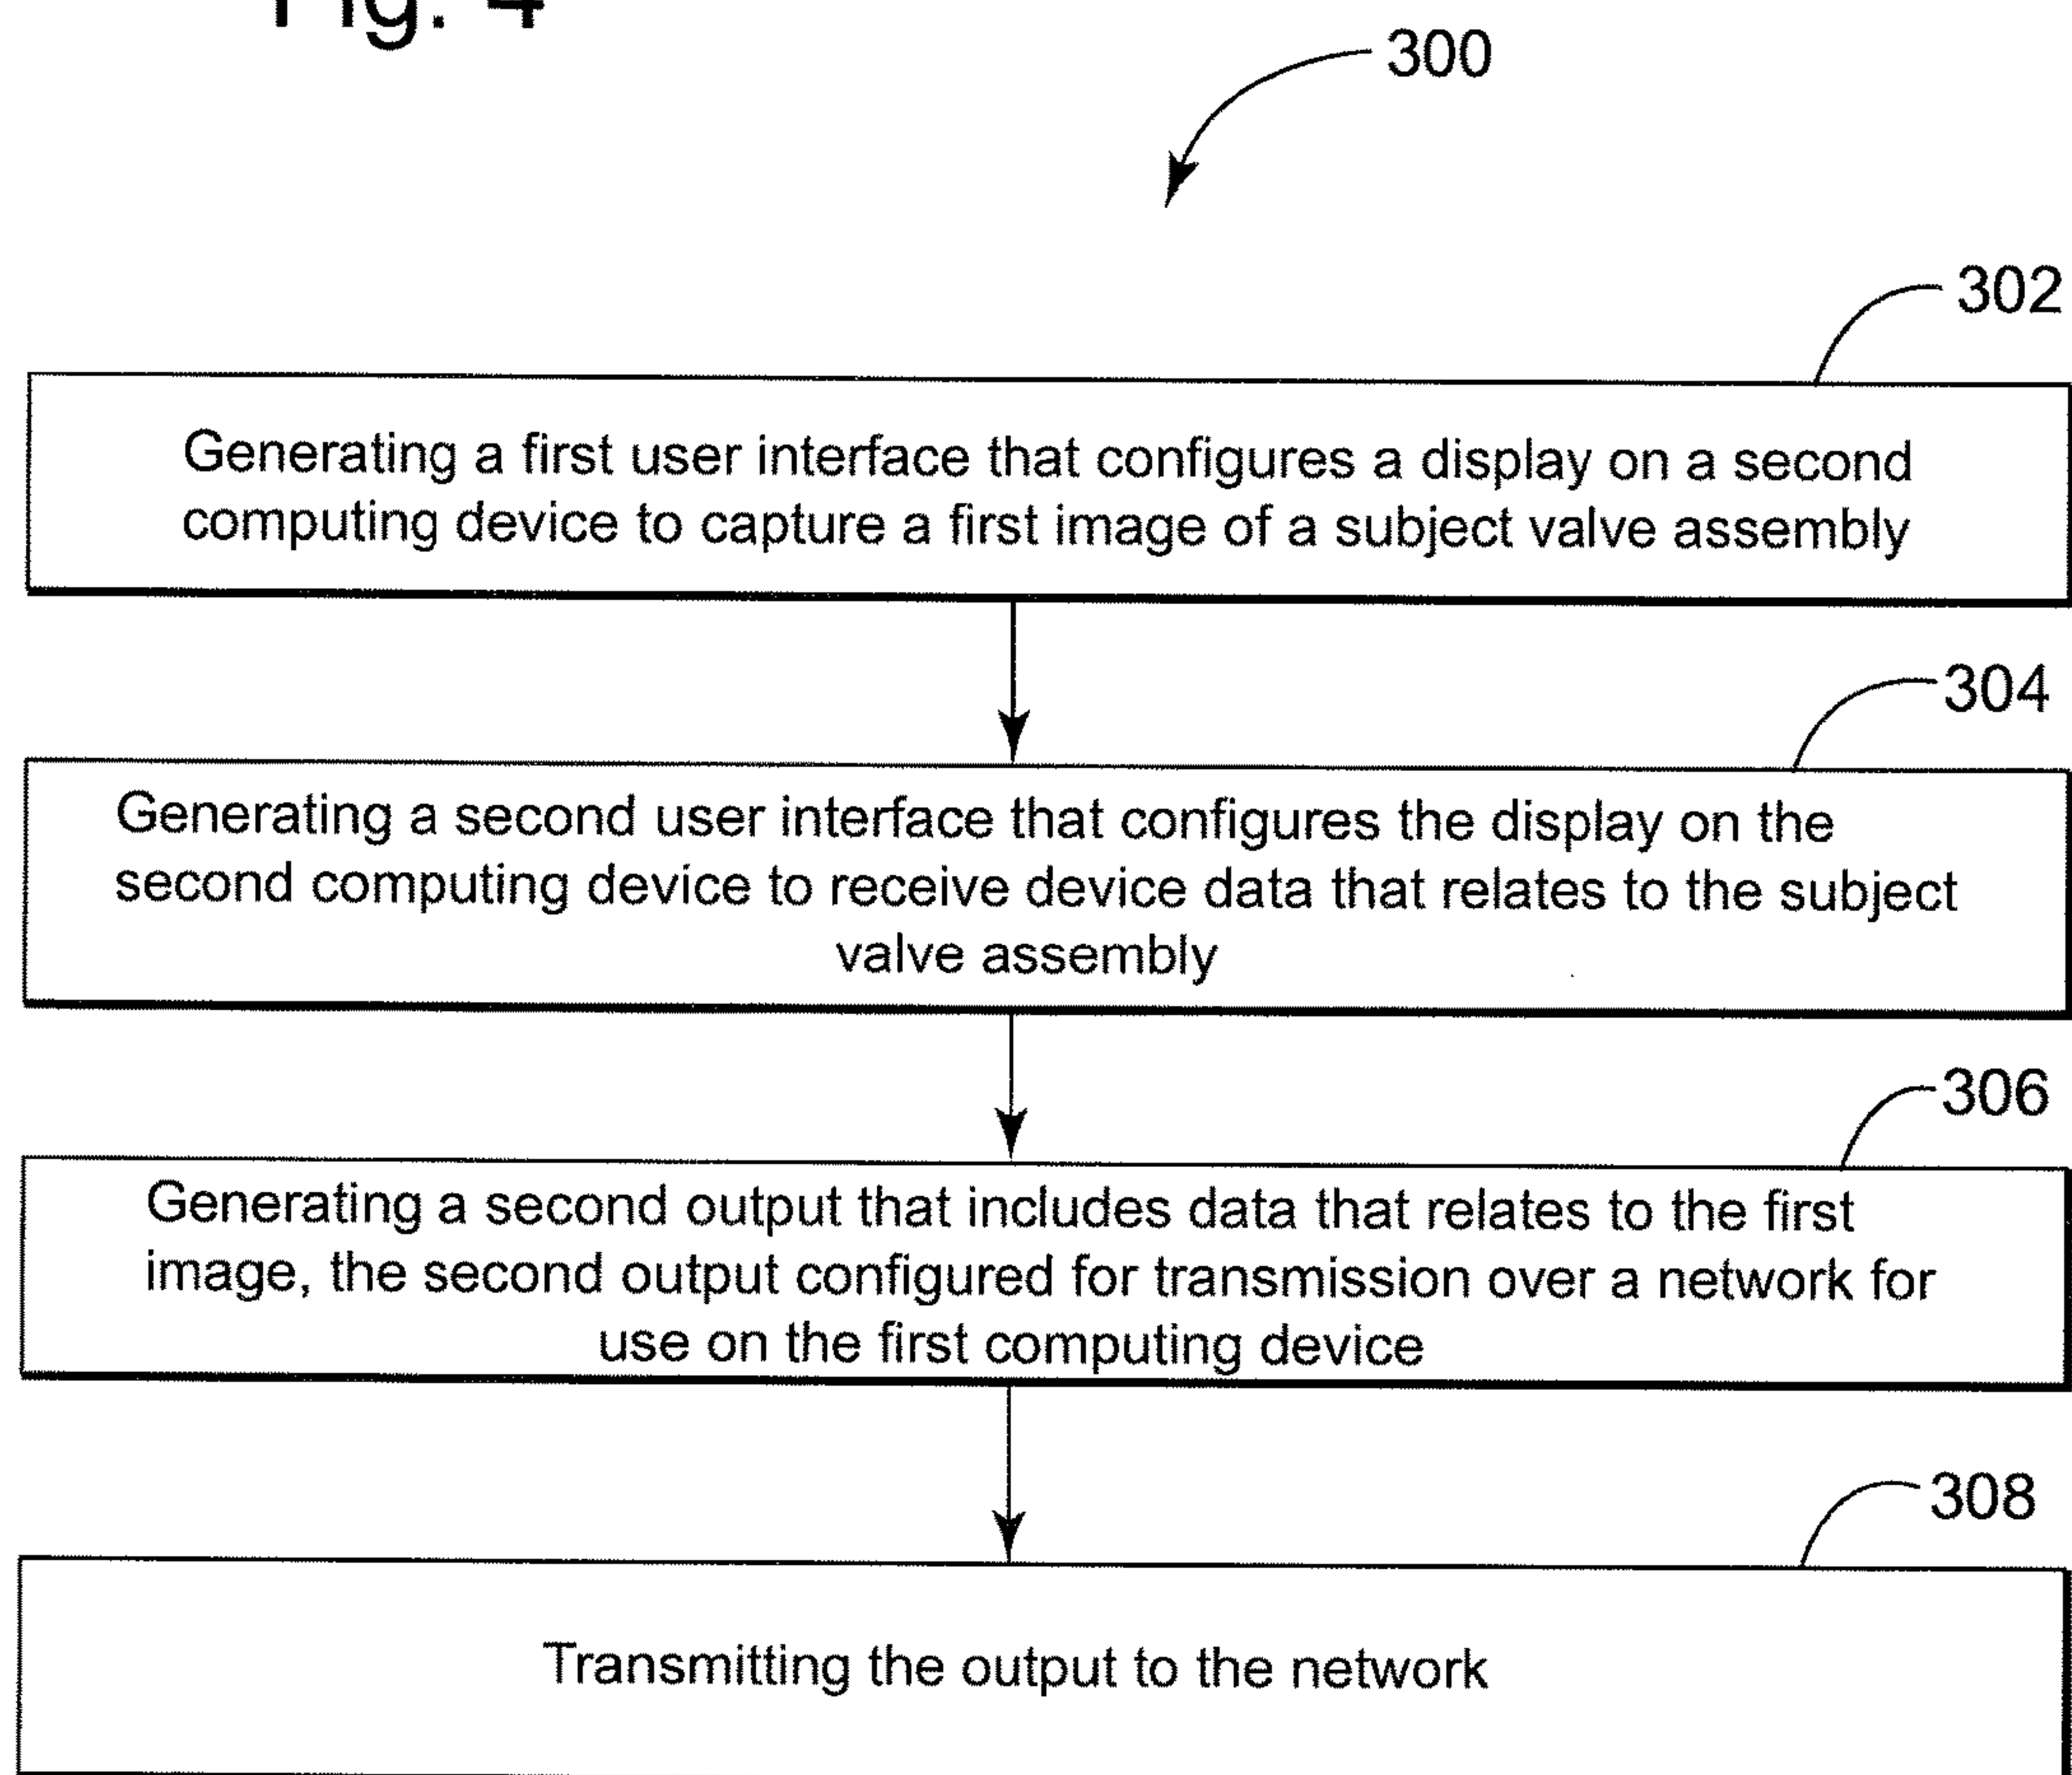 Fig. 4
300
302
Generating a first user interface that configures a display on a second
computing device to capture a first image of a subject valve assembly
304
Generating a second user interface that configures the display on the
second computing device to receive device data that relates to the subject
valve assembly
306
Generating a second output that includes data that relates to the first
image, the second output configured for transmission over a network for
use on the first computing device
308
Transmitting the output to the network